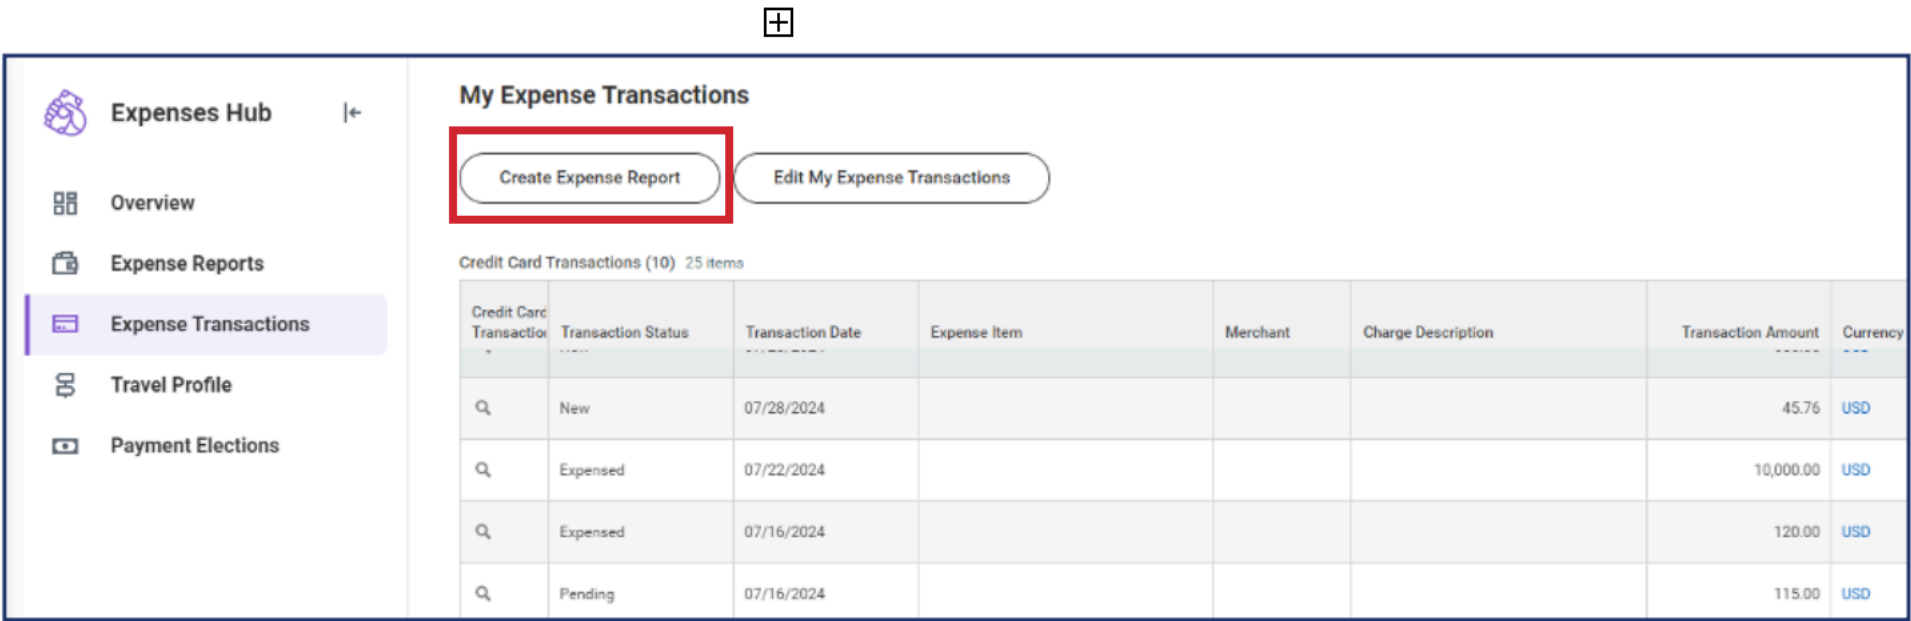 Expenses Hub
Overview
Expense Reports
Expense Transactions
Travel Profile
Payment Elections
My Expense Transactions
Create Expense Report Edit My Expense Transactions
Credit Card Transactions (10) 25 items
Credit Card
Transaction Transaction Status Transaction Date Expense Item Merchant Charge Description Transaction Amount Currency
New 07/28/2024 45.76 USD
Expensed 07/22/2024 10,000.00 USD
Expensed 07/16/2024 120.00 USD
Pending 07/16/2024 115.00 USD